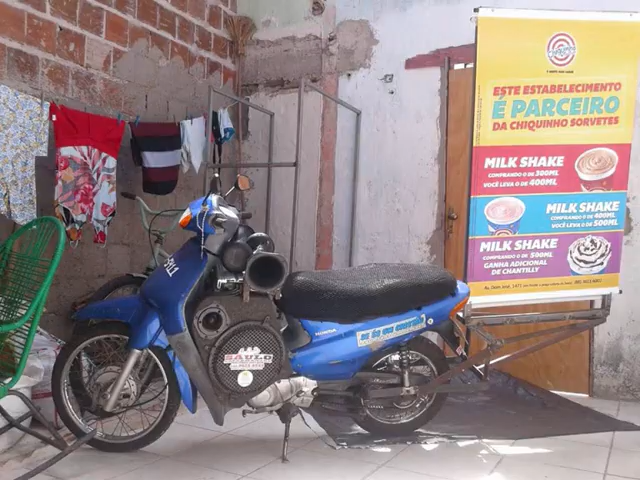 ESTE ESTABELECIMENTO
É PARCEIRO
DA CHIQUINHO SORVETES
MILK SHAKE
COMPRANDO O DE 300ML
VOCÊ LEVA O DE 400ML
MILK SHAKE
COMPRANDO O DE 400ML
VOCÊ LEVA O DE 500ML
MILK SHAKE
COMPRANDO O DE 500ML
GANHA ADICIONAL
DE CHANTILLY
HONDA
SAULO